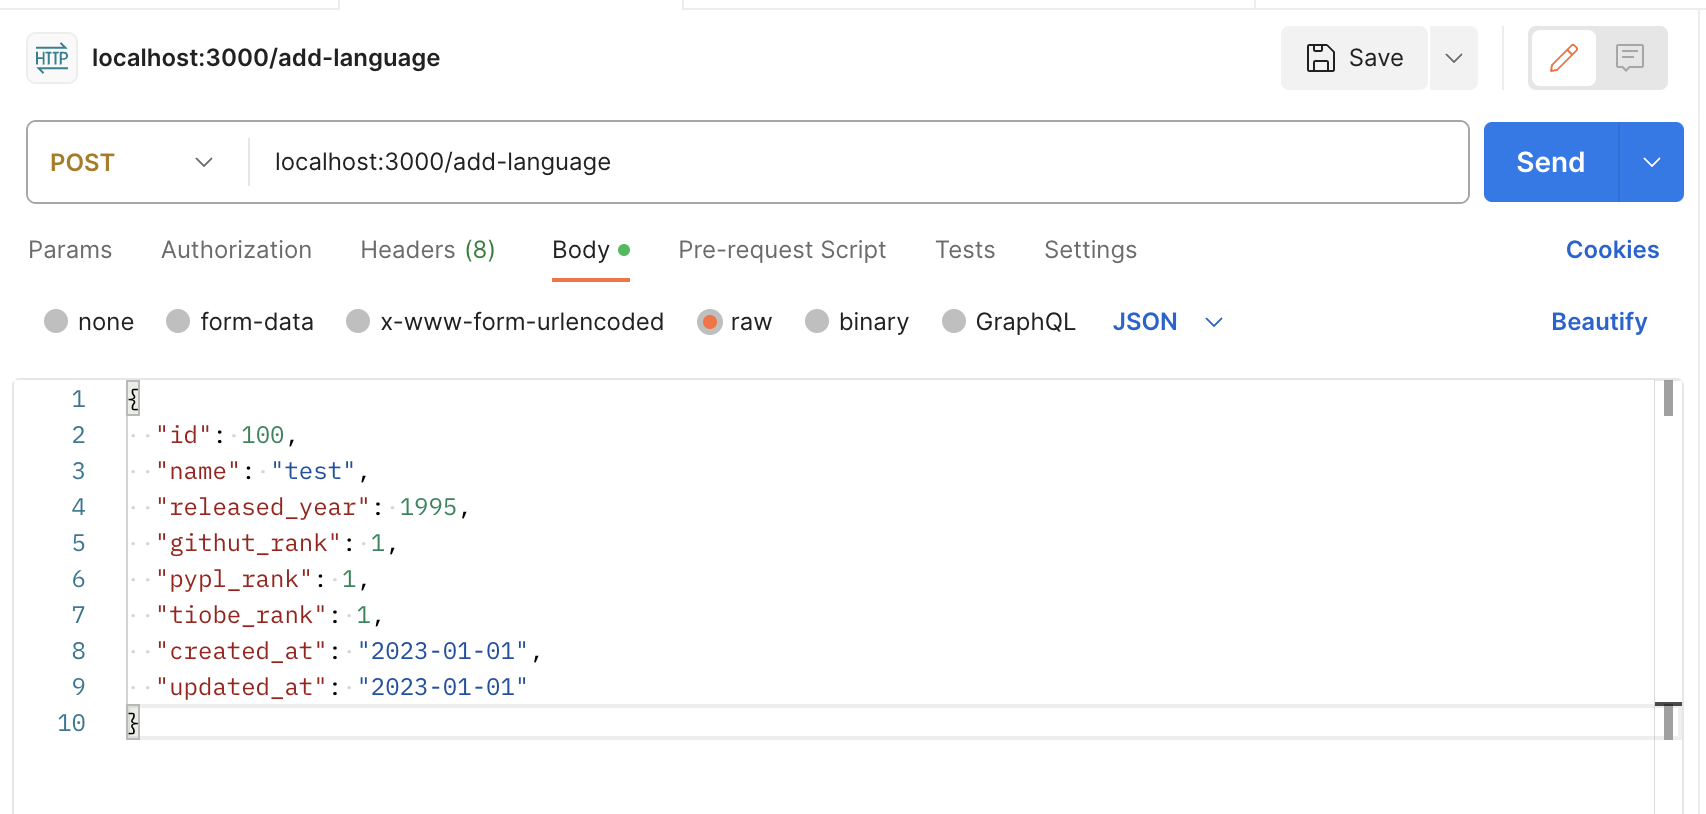 HTTP localhost:3000/add-language Save
POST localhost:3000/add-language Send
Params Authorization Headers (8) Body Pre-request Script Tests Settings Cookies
none form-data x-www-form-urlencoded raw binary GraphQL JSON Beautify
1 {
2 "id": 100,
3 "name": "test",
4 "released_year": 1995,
5 "githut_rank": 1,
6 "pypl_rank": 1,
7 "tiobe_rank": 1,
8 "created_at": "2023-01-01",
9 "updated_at": "2023-01-01"
10 }